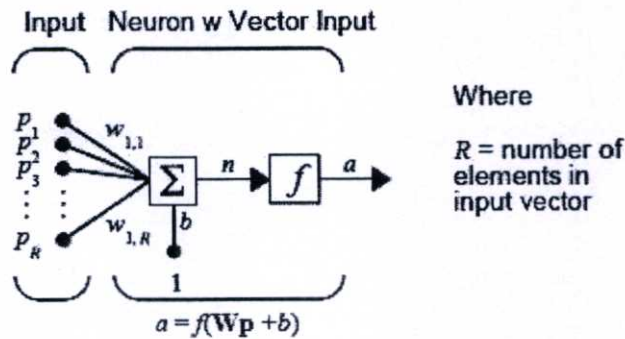 Input Neuron w Vector Input
Where
p1
w1,1
p2
p3
R = number of
elements in
input vector
Σ n f a
w1,R
b
pR
1
a = f(Wp +b)